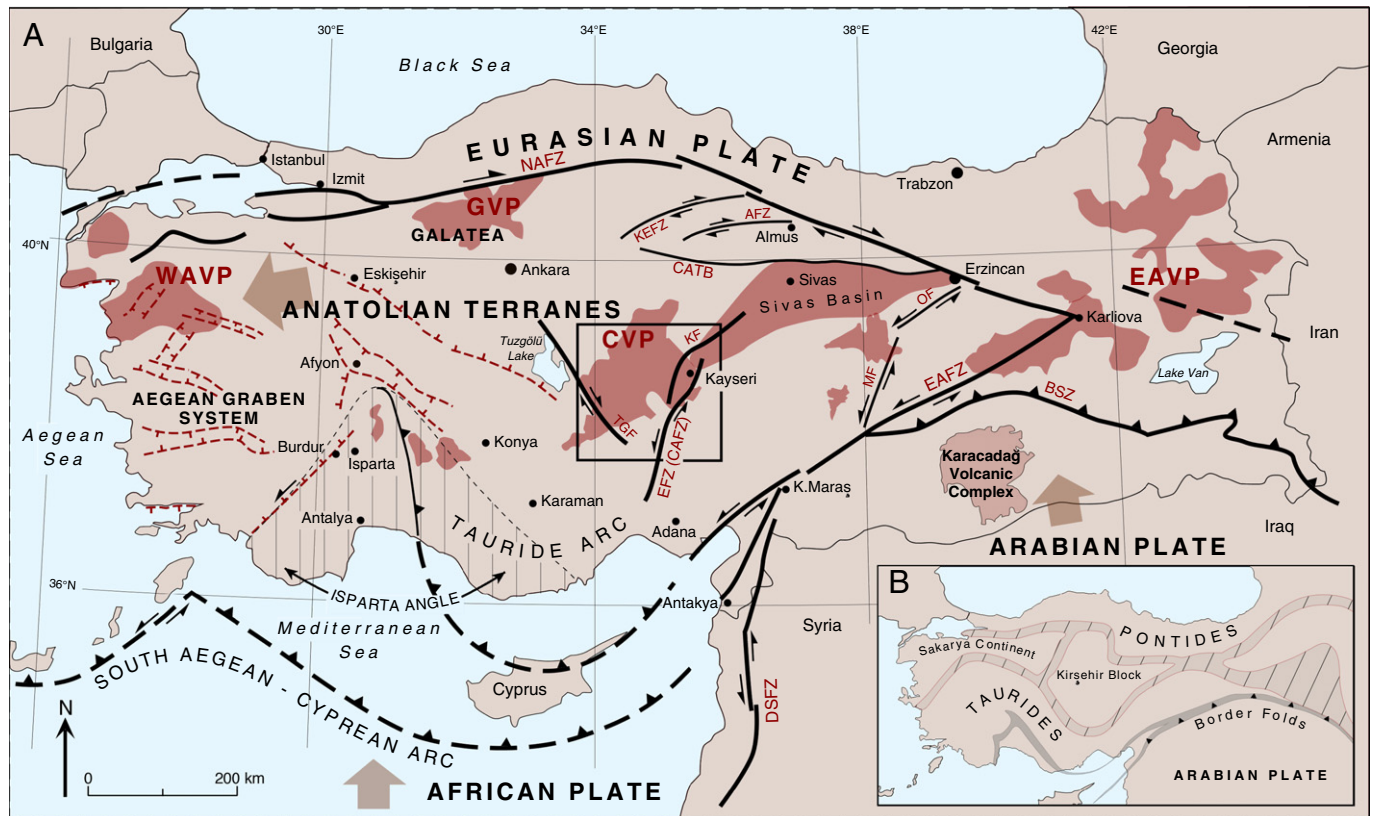 A
30°E
34°E
38°E
42°E
Bulgaria
Black Sea
Georgia
Armenia
EURASIAN PLATE
NAFZ
Istanbul
Izmit
Trabzon
GVP
GALATEA
KEFZ
AFZ
Almus
40°N
CATB
WAVP
Eskişehir
Ankara
Sivas
Sivas Basin
Erzincan
EAVP
ANATOLIAN TERRANES
OF
Karliova
Iran
Tuzgölü
Lake
CVP
KF
Kayseri
Afyon
MF
EAFZ
BSZ
Lake Van
AEGEAN GRABEN
SYSTEM
TGF
EFZ (CAFZ)
Aegean
Sea
Burdur
Isparta
Konya
Karacadağ
Volcanic
Complex
K.Maraş
Karaman
Antalya
TAURIDE ARC
Adana
Iraq
ARABIAN PLATE
36°N
ISPARTA ANGLE
Antakya
Mediterranean
Sea
Syria
SOUTH AEGEAN - CYPREAN ARC
Cyprus
DSFZ
N
0
200 km
AFRICAN PLATE
B
PONTIDES
Sakarya Continent
Kirşehir Block
TAURIDES
Border Folds
ARABIAN PLATE